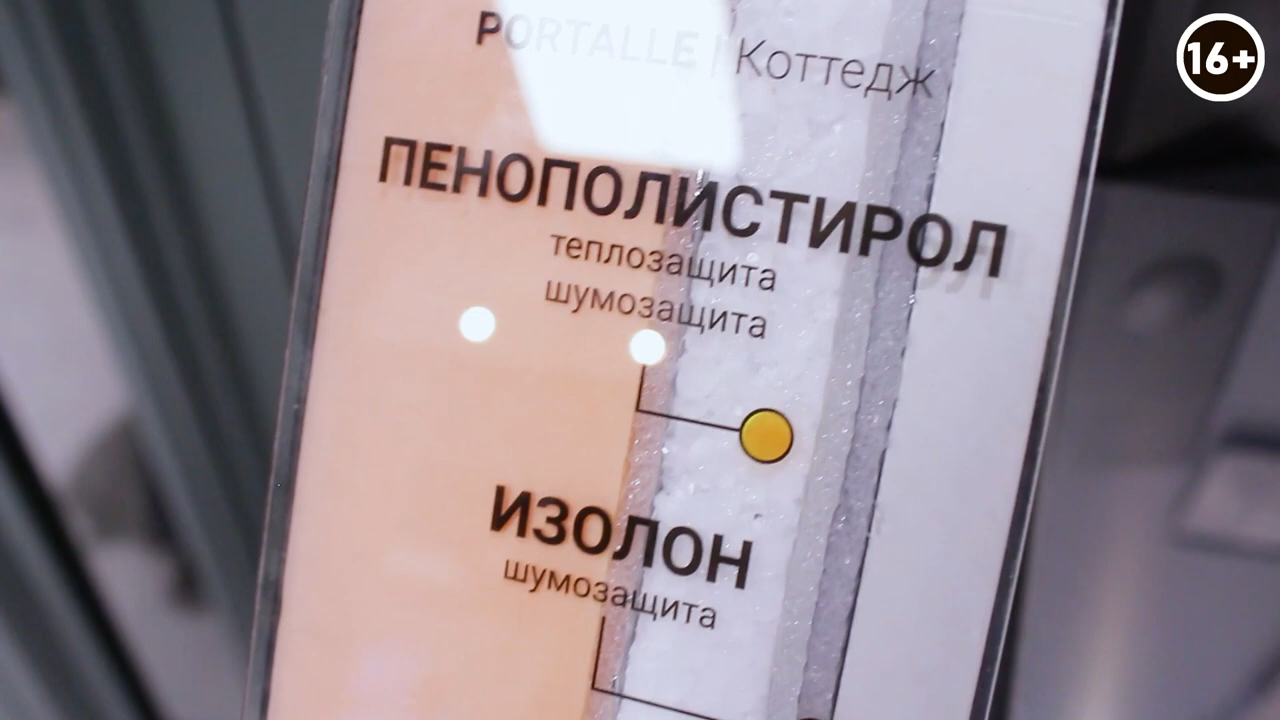 PORTALLE | Коттедж
16+
ПЕНОПОЛИСТИРОЛ
теплозащита
шумозащита
ИЗОЛОН
шумозащита